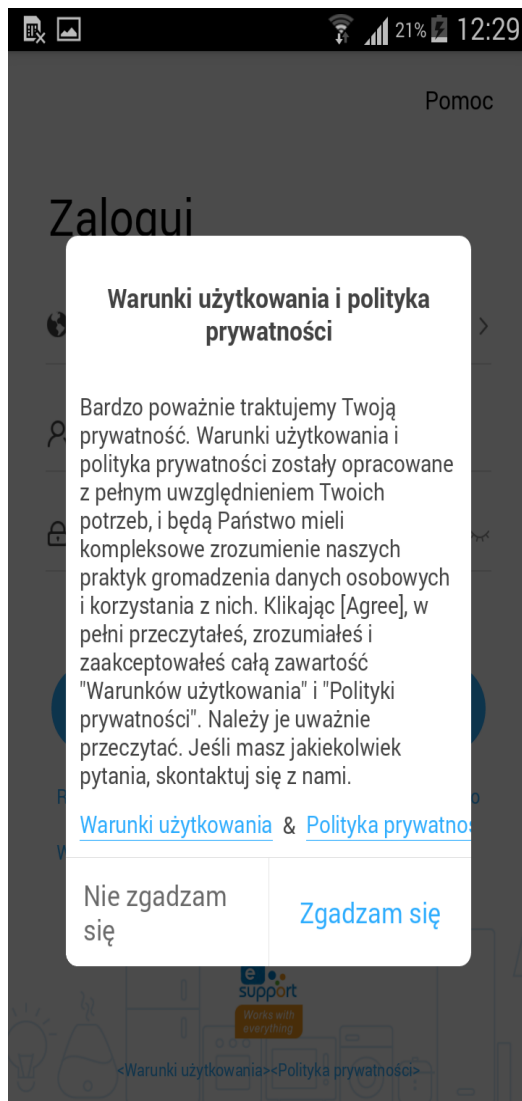 21% 12:29
Pomoc
Zaloguj
Warunki użytkowania i polityka
prywatności
Bardzo poważnie traktujemy Twoją
prywatność. Warunki użytkowania i
polityka prywatności zostały opracowane
z pełnym uwzględnieniem Twoich
potrzeb, i będą Państwo mieli
kompleksowe zrozumienie naszych
praktyk gromadzenia danych osobowych
i korzystania z nich. Klikając [Agree], w
pełni przeczytałeś, zrozumiałeś i
zaakceptowałeś całą zawartość
"Warunków użytkowania" i "Polityki
prywatności". Należy je uważnie
przeczytać. Jeśli masz jakiekolwiek
pytania, skontaktuj się z nami.
Warunki użytkowania & Polityka prywatnoś
Nie zgadzam
się
Zgadzam się
e
support
Works with
everything
<Warunki użytkowania><Polityka prywatności>